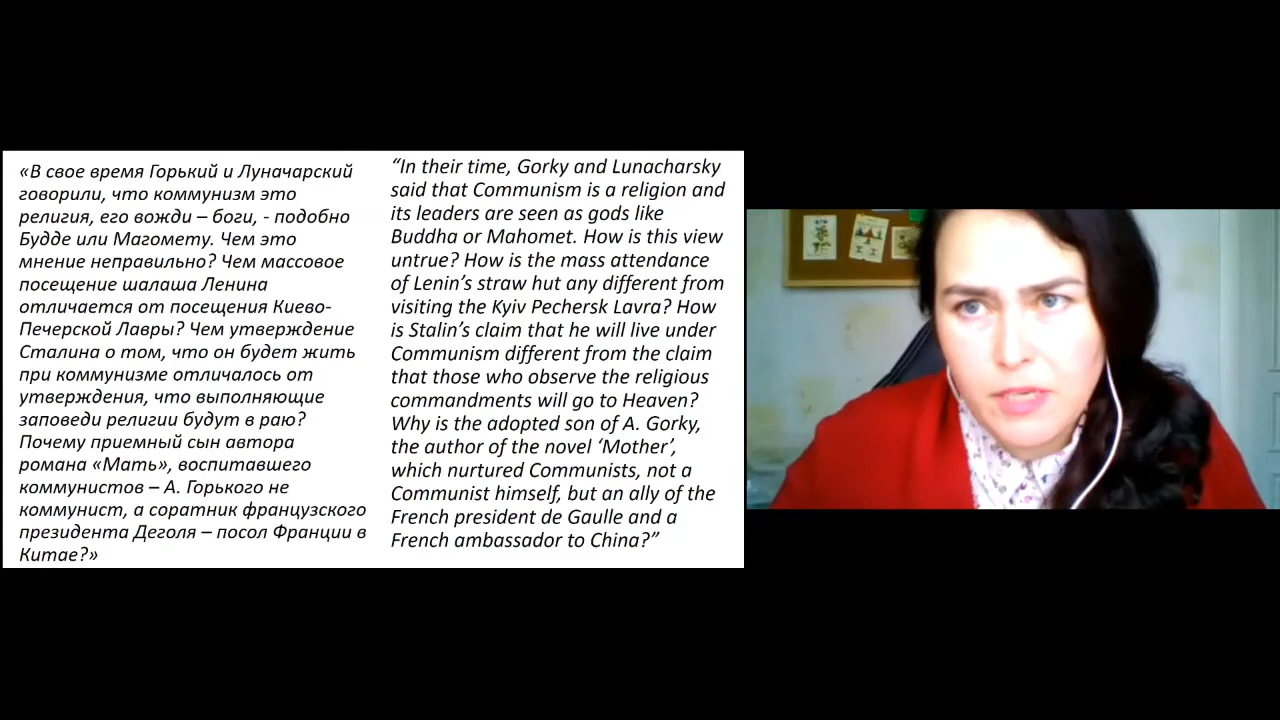 «В свое время Горький и Луначарский
говорили, что коммунизм это
религия, его вожди – боги, - подобно
Будде или Магомету. Чем это
мнение неправильно? Чем массовое
посещение шалаша Ленина
отличается от посещения Киево-
Печерской Лавры? Чем утверждение
Сталина о том, что он будет жить
при коммунизме отличалось от
утверждения, что выполняющие
заповеди религии будут в раю?
Почему приемный сын автора
романа «Мать», воспитавшего
коммунистов – А. Горького не
коммунист, а соратник французского
президента Деголя – посол Франции в
Китае?»
“In their time, Gorky and Lunacharsky
said that Communism is a religion and
its leaders are seen as gods like
Buddha or Mahomet. How is this view
untrue? How is the mass attendance
of Lenin’s straw hut any different from
visiting the Kyiv Pechersk Lavra? How
is Stalin’s claim that he will live under
Communism different from the claim
that those who observe the religious
commandments will go to Heaven?
Why is the adopted son of A. Gorky,
the author of the novel ‘Mother’,
which nurtured Communists, not a
Communist himself, but an ally of the
French president de Gaulle and a
French ambassador to China?”